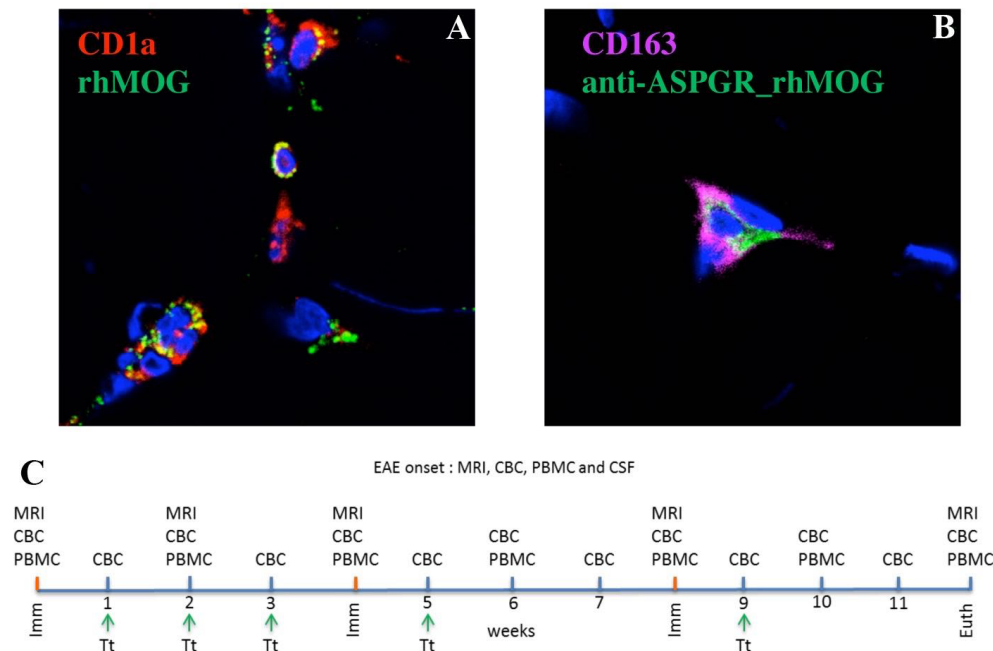 CD1a
rhMOG
A
CD163
anti-ASPGR_rhMOG
B
C
EAE onset : MRI, CBC, PBMC and CSF
MRI
CBC
PBMC
CBC
MRI
CBC
PBMC
CBC
MRI
CBC
PBMC
CBC
CBC
PBMC
CBC
MRI
CBC
PBMC
CBC
CBC
PBMC
CBC
MRI
CBC
PBMC
Imm
1
2
3
Imm
5
6
7
Imm
9
10
11
Euth
weeks
Tt
Tt
Tt
Tt
Tt